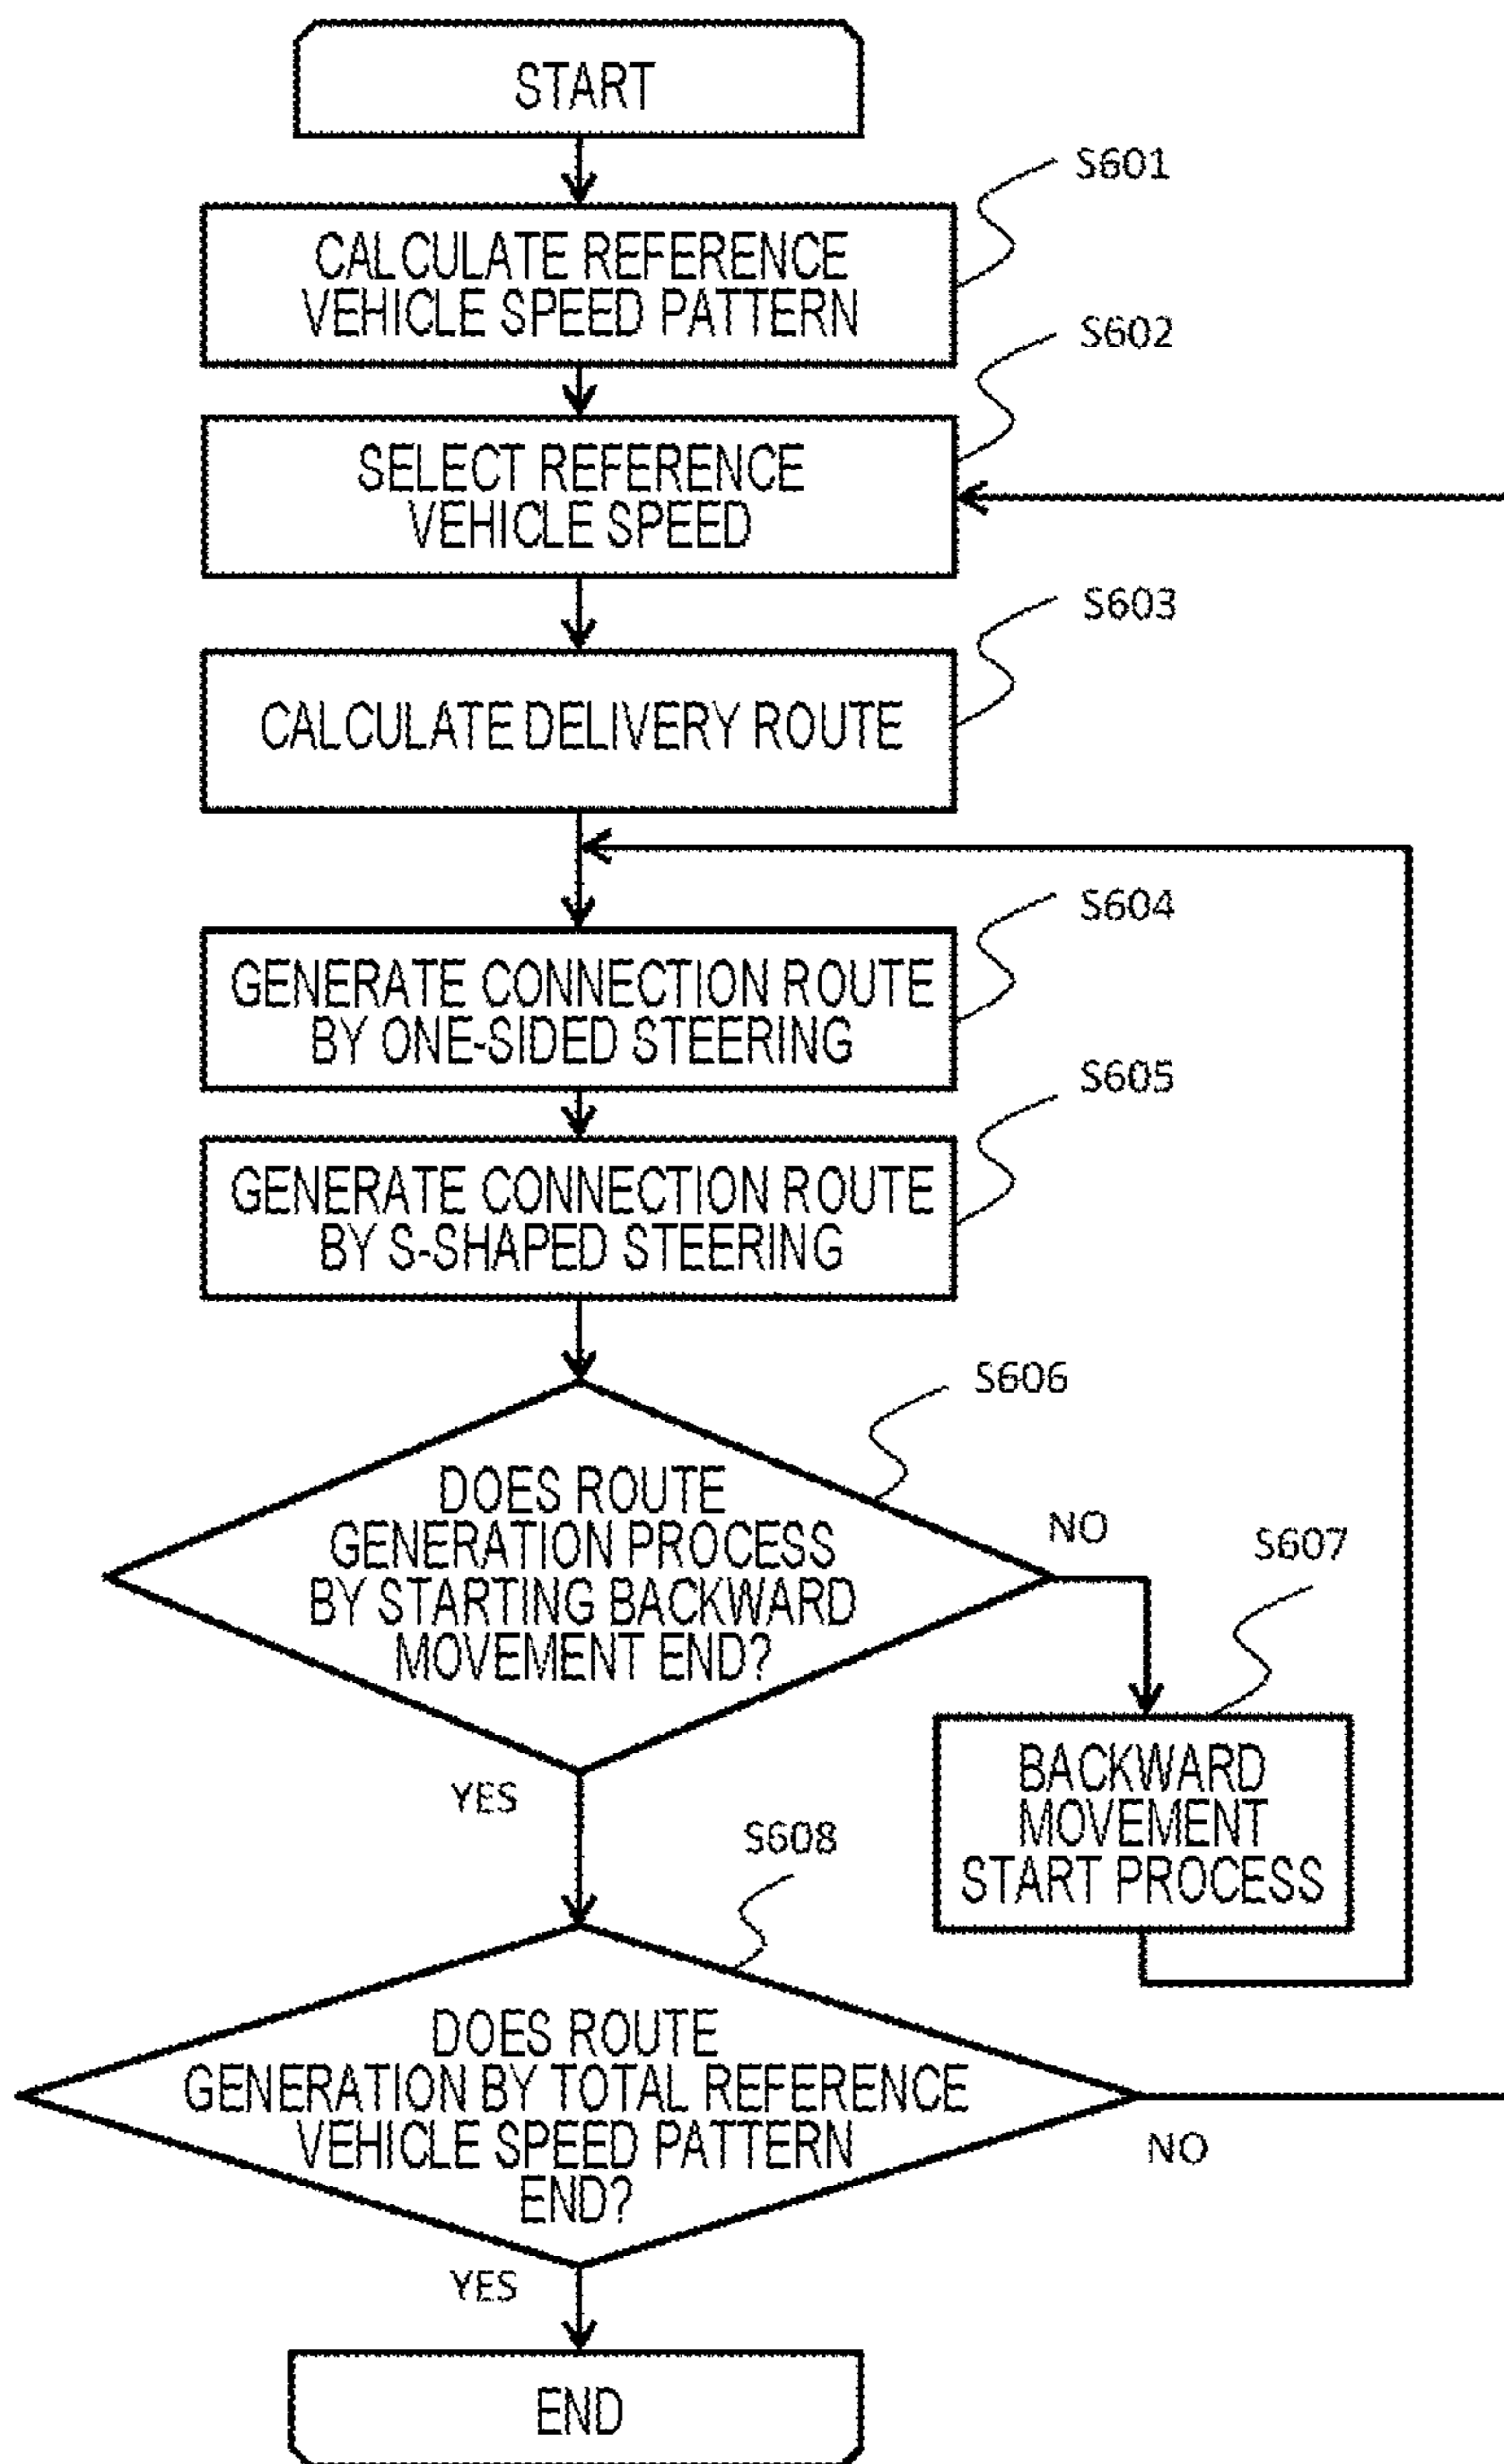 START
S601
CALCULATE REFERENCE
VEHICLE SPEED PATTERN
S602
SELECT REFERENCE
VEHICLE SPEED
S603
CALCULATE DELIVERY ROUTE
S604
GENERATE CONNECTION ROUTE
BY ONE-SIDED STEERING
S605
GENERATE CONNECTION ROUTE
BY S-SHAPED STEERING
S606
DOES ROUTE
GENERATION PROCESS
BY STARTING BACKWARD
MOVEMENT END?
NO
S607
BACKWARD
MOVEMENT
START PROCESS
YES
S608
DOES ROUTE
GENERATION BY TOTAL REFERENCE
VEHICLE SPEED PATTERN
END?
NO
YES
END